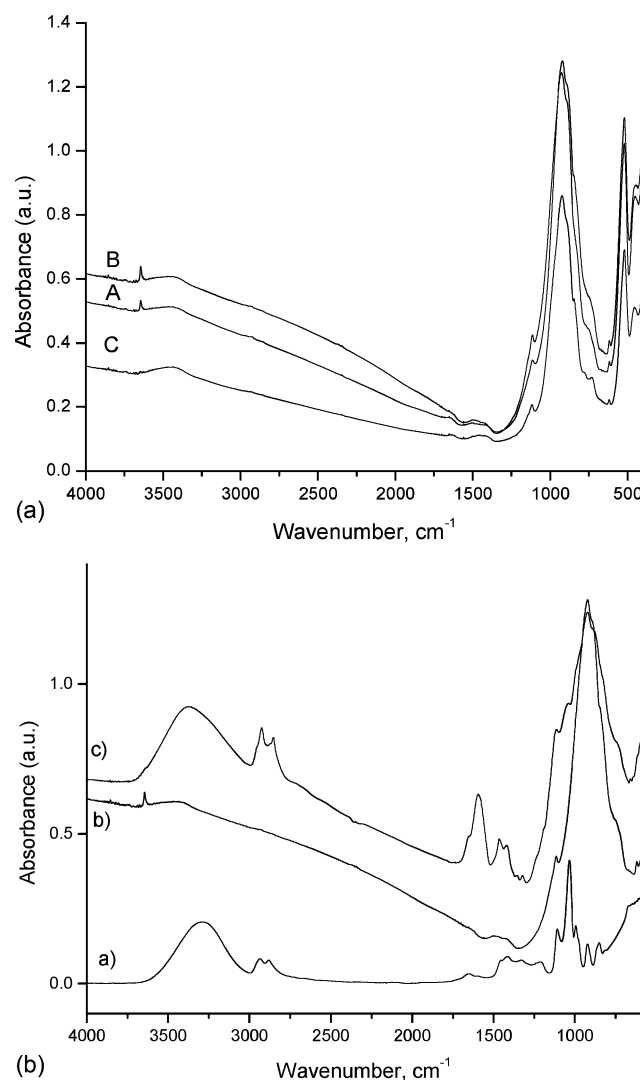 1.4
1.2
1.0
0.8
0.6
0.4
0.2
0.0
Absorbance (a.u.)
B
A
C
4000 3500 3000 2500 2000 1500 1000 500
Wavenumber, cm-1
(a)
1.0
0.5
0.0
Absorbance (a.u.)
c)
b)
a)
4000 3500 3000 2500 2000 1500 1000
Wavenumber, cm-1
(b)